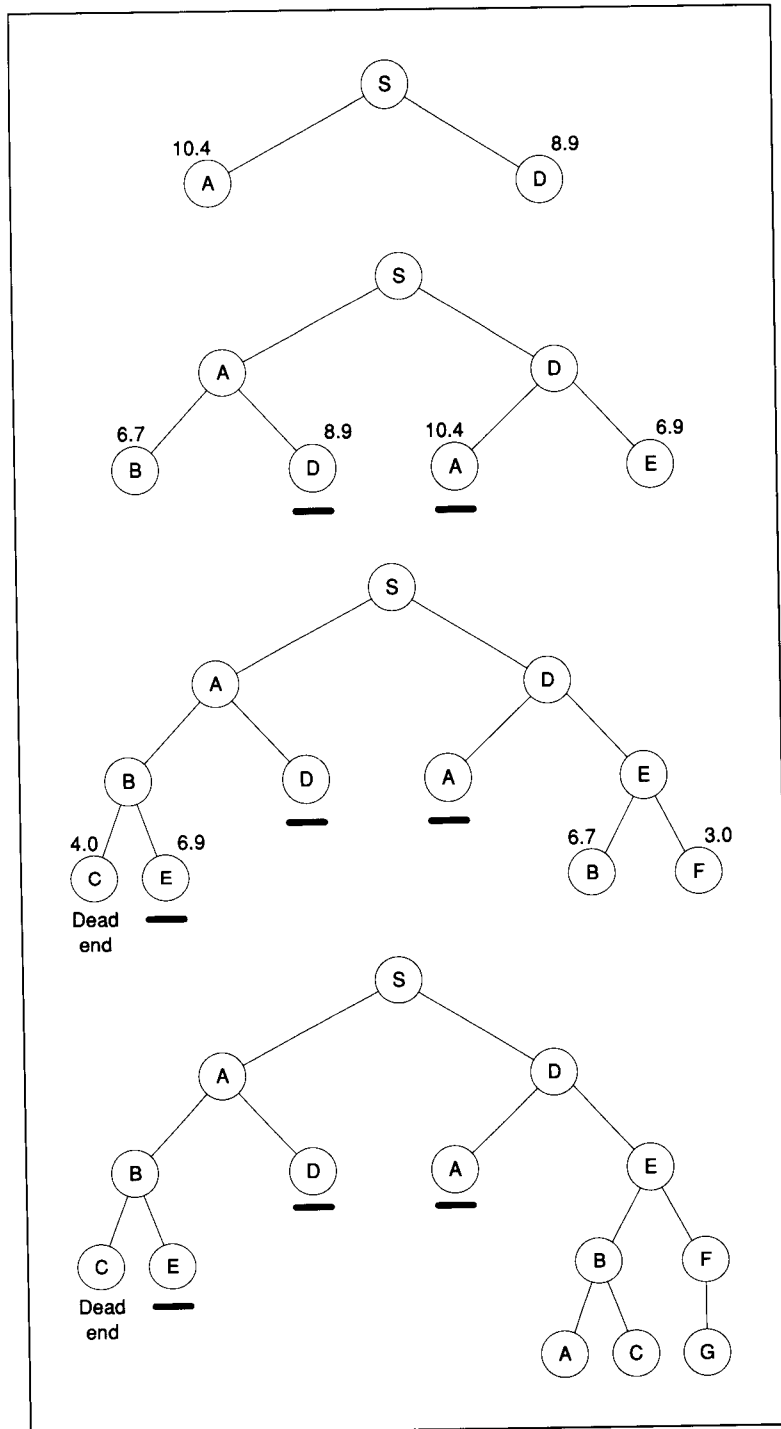 S
10.4 8.9
A D
S
A D
6.7 8.9 10.4 6.9
B D A E
S
A D
B D A E
4.0 6.9 6.7 3.0
C E B F
Dead
end
S
A D
B D A E
C E B F
Dead
end
A C G